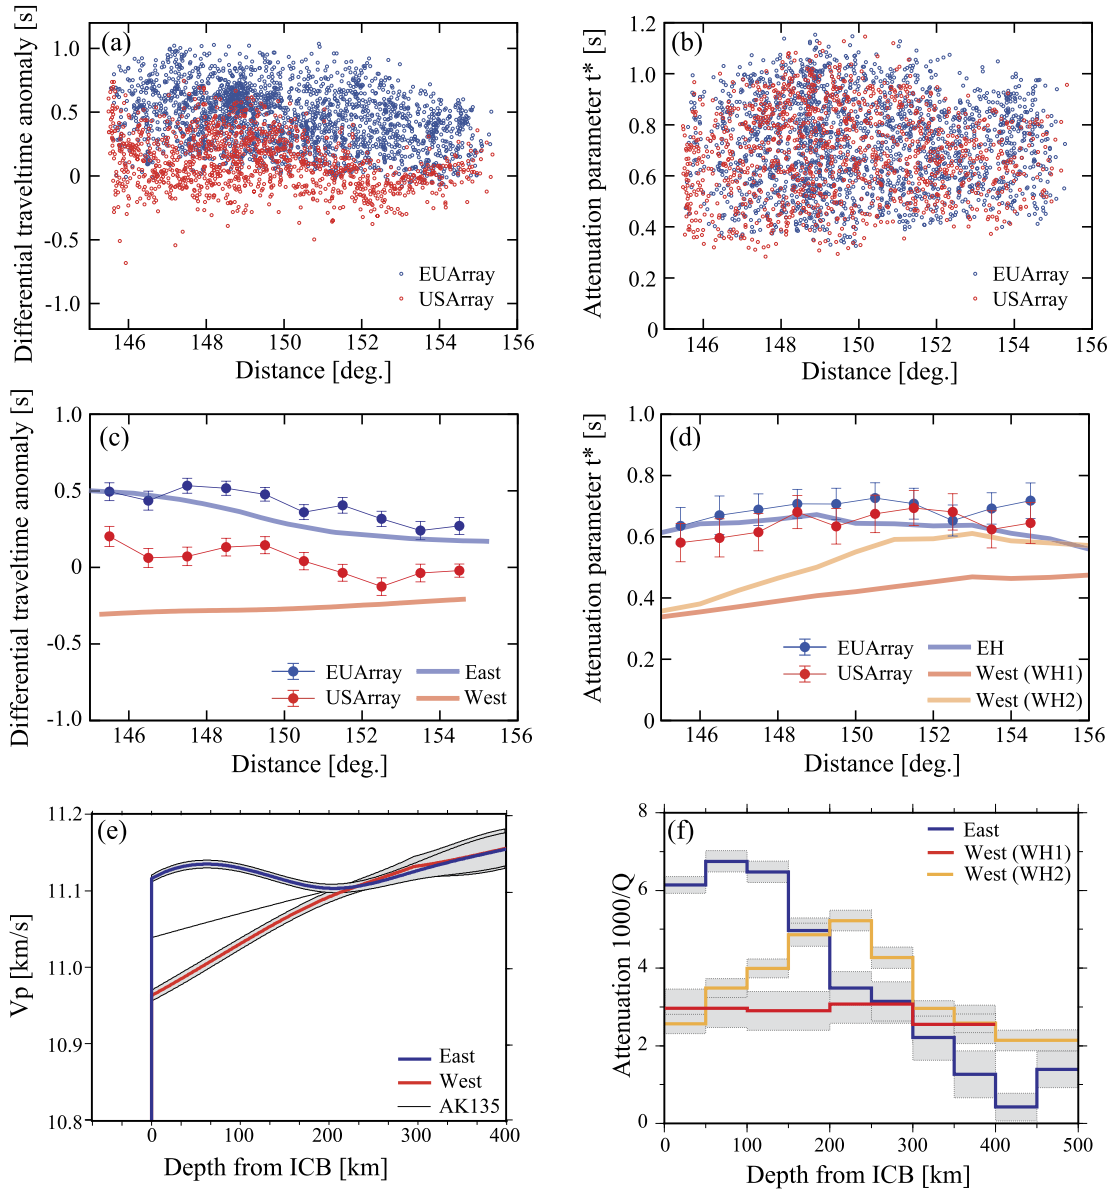 Differential traveltime anomaly [s]
1.0
0.5
0
-0.5
-1.0
(a)
EUArray
USArray
146 148 150 152 154 156
Distance [deg.]
Attenuation parameter t* [s]
1.2
1.0
0.8
0.6
0.4
0.2
0
(b)
EUArray
USArray
146 148 150 152 154 156
Distance [deg.]
Differential traveltime anomaly [s]
1.0
0.5
0
-0.5
-1.0
(c)
EUArray East
USArray West
146 148 150 152 154 156
Distance [deg.]
Attenuation parameter t* [s]
1.0
0.8
0.6
0.4
0.2
0
(d)
EUArray EH
USArray West (WH1)
West (WH2)
146 148 150 152 154 156
Distance [deg.]
Vp [km/s]
11.2
11.1
11.0
10.9
10.8
(e)
East
West
AK135
0 100 200 300 400
Depth from ICB [km]
Attenuation 1000/Q
8
6
4
2
0
(f)
East
West (WH1)
West (WH2)
0 100 200 300 400 500
Depth from ICB [km]